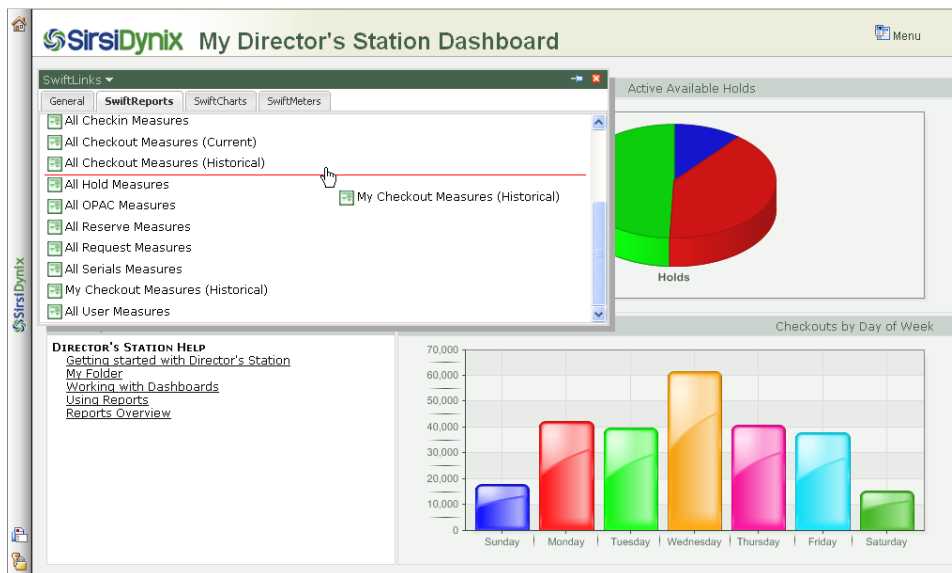 SirsiDynix My Director's Station Dashboard
Menu
SwiftLinks
General SwiftReports SwiftCharts SwiftMeters
All Checkin Measures
All Checkout Measures (Current)
All Checkout Measures (Historical)
All Hold Measures
My Checkout Measures (Historical)
All OPAC Measures
All Reserve Measures
All Request Measures
All Serials Measures
My Checkout Measures (Historical)
All User Measures
Active Available Holds
Holds
SirsiDynix
DIRECTOR'S STATION HELP
Getting started with Director's Station
My Folder
Working with Dashboards
Using Reports
Reports Overview
Checkouts by Day of Week
70,000
60,000
50,000
40,000
30,000
20,000
10,000
0
Sunday Monday Tuesday Wednesday Thursday Friday Saturday